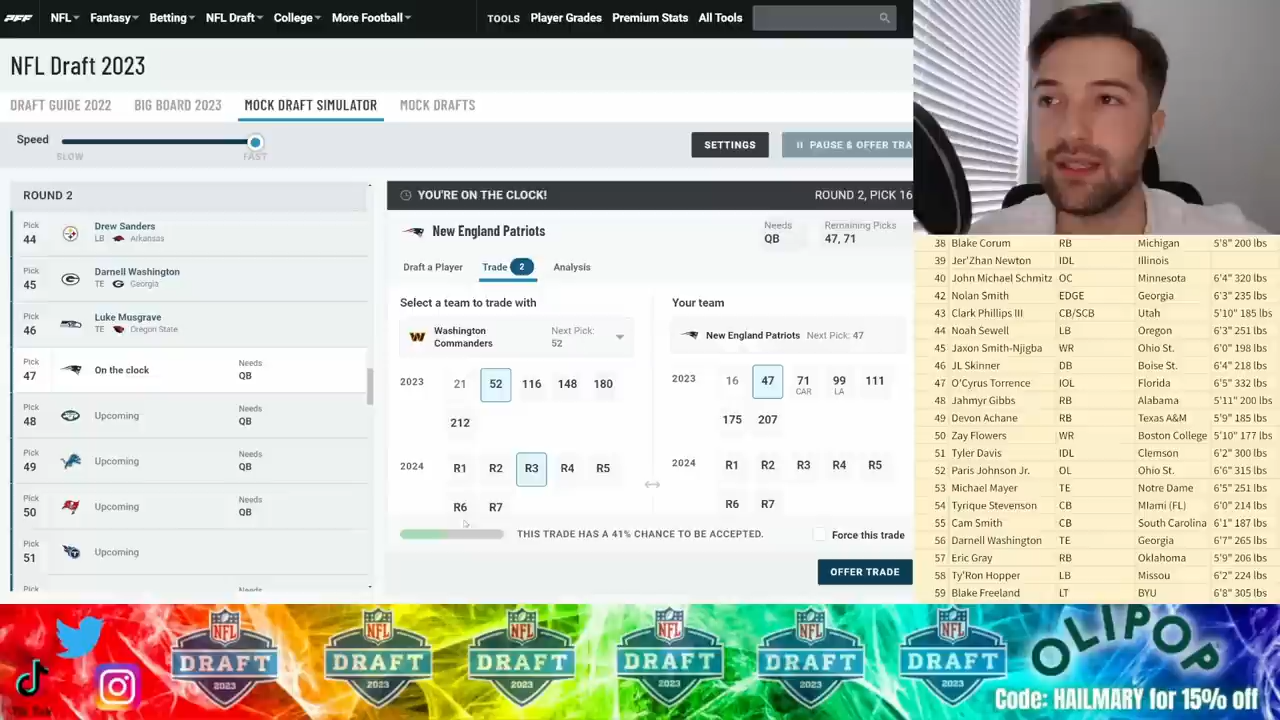 PFF NFL Fantasy Betting NFL Draft College More Football TOOLS Player Grades Premium Stats All Tools
NFL Draft 2023
DRAFT GUIDE 2022 BIG BOARD 2023 MOCK DRAFT SIMULATOR MOCK DRAFTS
Speed
SLOW FAST
SETTINGS
PAUSE & OFFER TRA
ROUND 2
Pick 44 Drew Sanders
LB Arkansas
Pick 45 Darnell Washington
TE Georgia
Pick 46 Luke Musgrave
TE Oregon State
Pick 47 On the clock Needs QB
Pick 48 Upcoming Needs QB
Pick 49 Upcoming Needs QB
Pick 50 Upcoming Needs QB
Pick 51 Upcoming
Pick Needs
YOU'RE ON THE CLOCK! ROUND 2, PICK 16
New England Patriots
Needs QB
Remaining Picks 47, 71
Draft a Player Trade 2 Analysis
Select a team to trade with
Washington Commanders Next Pick: 52
2023 21 52 116 148 180
212
2024 R1 R2 R3 R4 R5
R6 R7
Your team
New England Patriots Next Pick: 47
2023 16 47 71 CAR 99 LA 111
175 207
2024 R1 R2 R3 R4 R5
R6 R7
THIS TRADE HAS A 41% CHANCE TO BE ACCEPTED.
Force this trade
OFFER TRADE
38 Blake Corum RB Michigan 5'8" 200 lbs
39 Jer'Zhan Newton IDL Illinois
40 John Michael Schmitz OC Minnesota 6'4" 320 lbs
42 Nolan Smith EDGE Georgia 6'3" 235 lbs
43 Clark Phillips III CB/SCB Utah 5'10" 185 lbs
44 Noah Sewell LB Oregon 6'3" 251 lbs
45 Jaxon Smith-Njigba WR Ohio St. 6'0" 198 lbs
46 JL Skinner DB Boise St. 6'4" 218 lbs
47 O'Cyrus Torrence IOL Florida 6'5" 332 lbs
48 Jahmyr Gibbs RB Alabama 5'11" 200 lbs
49 Devon Achane RB Texas A&M 5'9" 185 lbs
50 Zay Flowers WR Boston College 5'10" 177 lbs
51 Tyler Davis IDL Clemson 6'2" 300 lbs
52 Paris Johnson Jr. OL Ohio St. 6'6" 315 lbs
53 Michael Mayer TE Notre Dame 6'5" 251 lbs
54 Tyrique Stevenson CB MIami (FL) 6'0" 214 lbs
55 Cam Smith CB South Carolina 6'1" 187 lbs
56 Darnell Washington TE Georgia 6'7" 265 lbs
57 Eric Gray RB Oklahoma 5'9" 206 lbs
58 Ty'Ron Hopper LB Missou 6'2" 224 lbs
59 Blake Freeland LT BYU 6'8" 305 lbs
NFL DRAFT 2023
NFL DRAFT 2023
NFL DRAFT 2023
NFL DRAFT 2023
NFL DRAFT 2023
NFL DRAFT 2023
OLIPOP
Code: HAILMARY for 15% off